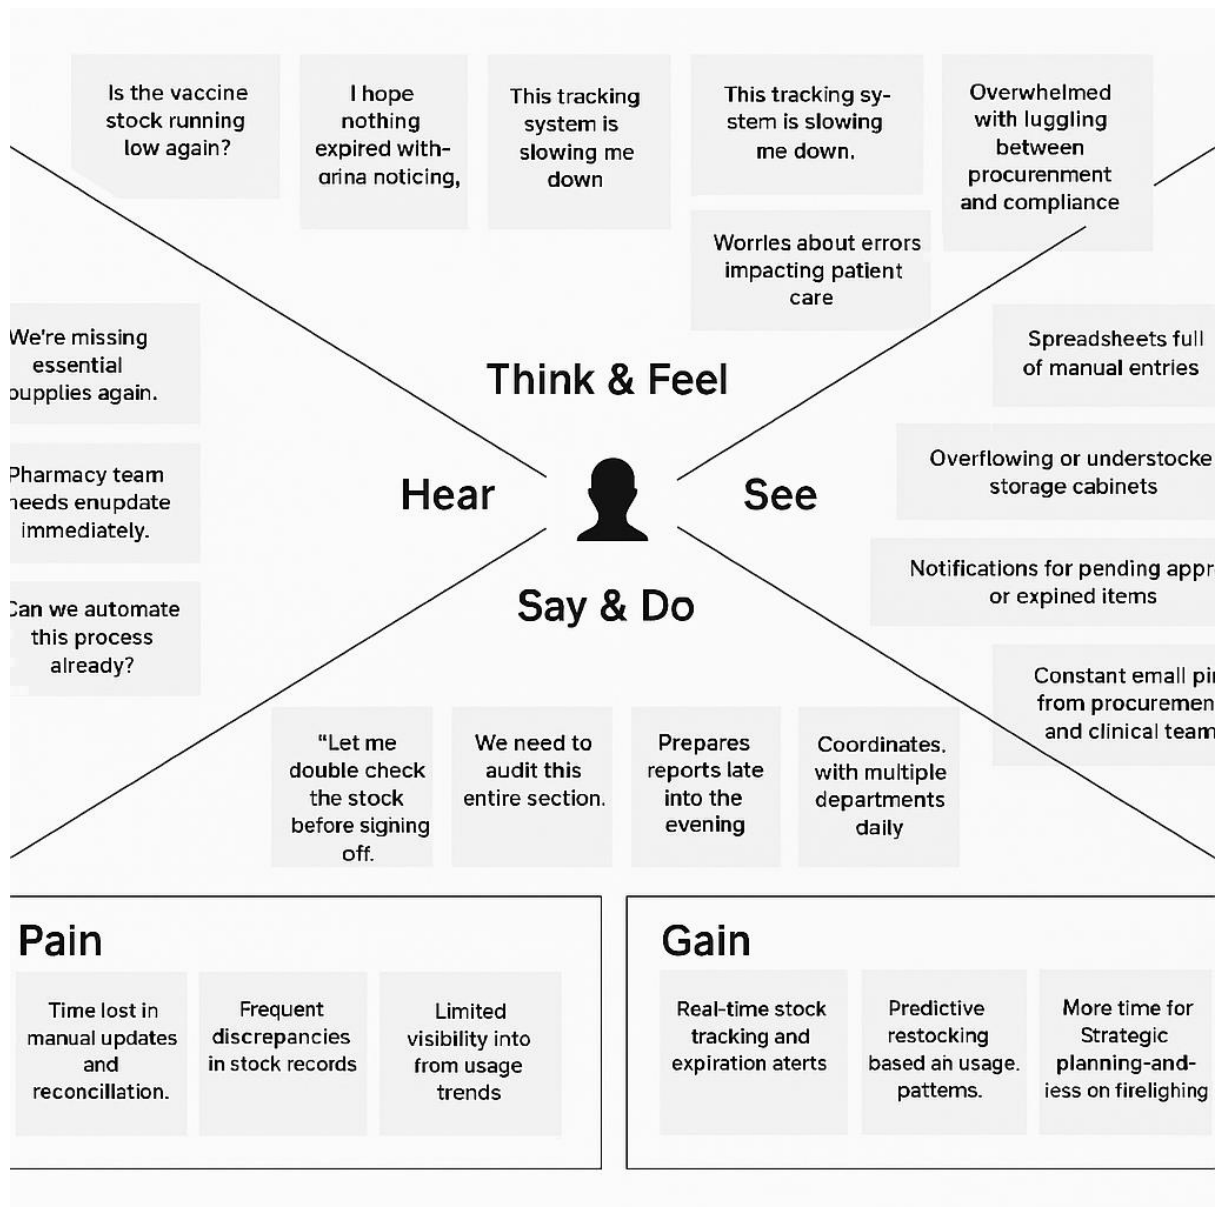 Is the vaccine
stock running
low again?
I hope
nothing
expired with-
arina noticing,
This tracking
system is
slowing me
down
This tracking sy-
stem is slowing
me down.
Overwhelmed
with luggling
between
procurenment
and compliance
Worrles about errors
impacting patient
care
Think & Feel
We're missing
essential
oupplies again.
Pharmacy team
needs enupdate
immediately.
Can we automate
this process
already?
Hear
See
Spreadsheets full
of manual entries
Overflowing or understocke
storage cabinets
Notifications for pending appr
or expined items
Constant emall pin
from procuremen
and clinical team
Say & Do
“Let me
double check
the stock
before signing
off.
We need to
audit this
entire section.
Prepares
reports late
into the
evening
Coordinates.
with multiple
departments
daily
Pain
Time lost in
manual updates
and
reconcillation.
Frequent
discrepancies
in stock records
Limited
visibility into
from usage
trends
Gain
Real-time stock
tracking and
expiration aterts
Predictive
restocking
based an usage.
patterns.
More time for
Strategic
planning-and-
iess on firelighing